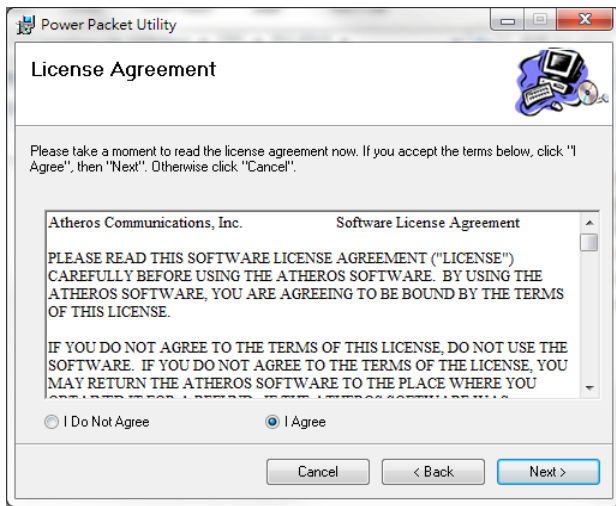 Power Packet Utility
License Agreement
Please take a moment to read the license agreement now. If you accept the terms below, click "I
Agree", then "Next". Otherwise click "Cancel".
Atheros Communications, Inc. Software License Agreement
PLEASE READ THIS SOFTWARE LICENSE AGREEMENT ("LICENSE")
CAREFULLY BEFORE USING THE ATHEROS SOFTWARE. BY USING THE
ATHEROS SOFTWARE, YOU ARE AGREEING TO BE BOUND BY THE TERMS
OF THIS LICENSE.
IF YOU DO NOT AGREE TO THE TERMS OF THIS LICENSE, DO NOT USE THE
SOFTWARE. IF YOU DO NOT AGREE TO THE TERMS OF THE LICENSE, YOU
MAY RETURN THE ATHEROS SOFTWARE TO THE PLACE WHERE YOU
I Do Not Agree I Agree
Cancel < Back Next >